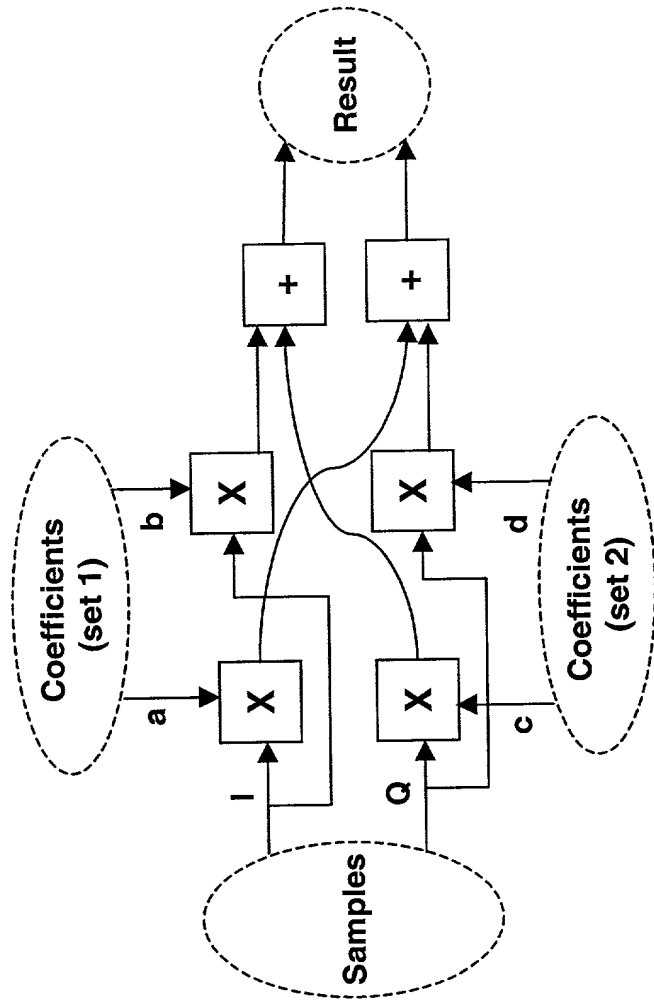 Coefficients
(set 1)
a
b
I
X
X
Samples
Result
+
+
Q
X
X
c
d
Coefficients
(set 2)